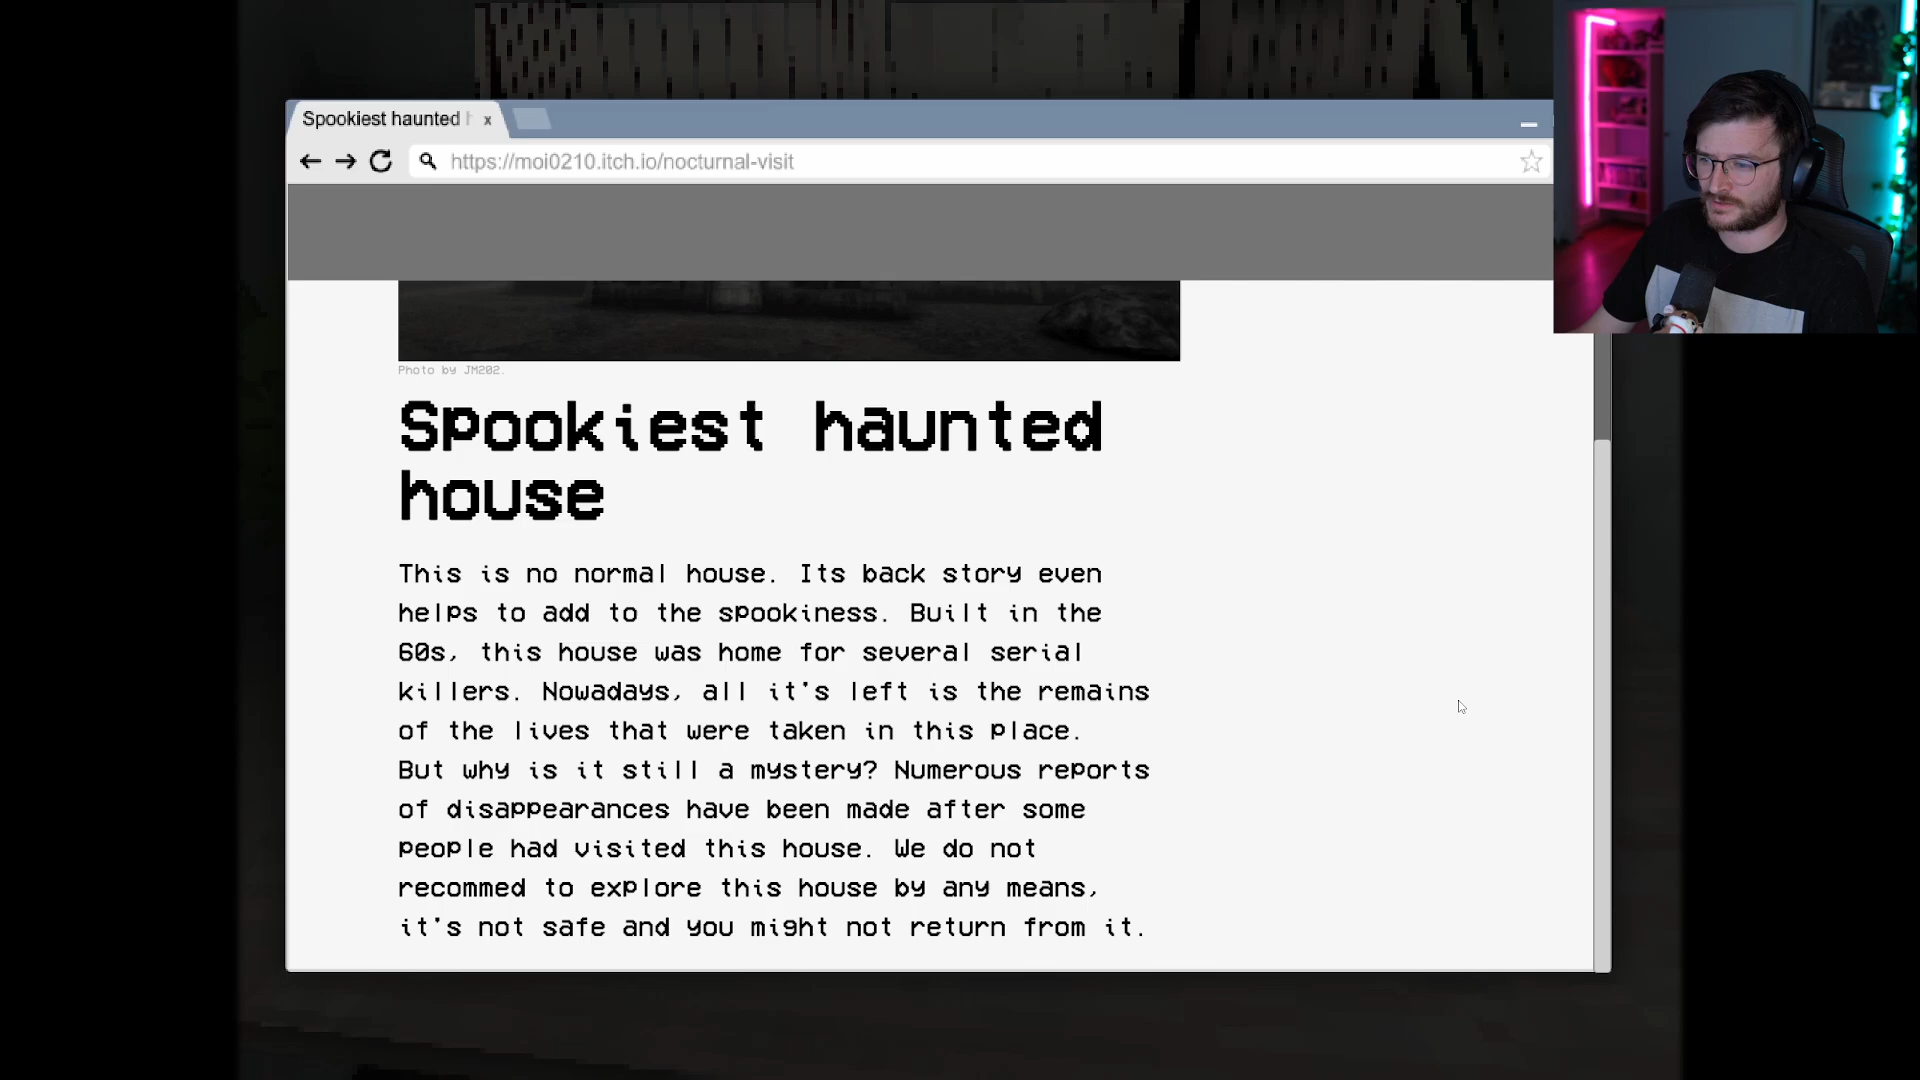 Spookiest haunted
x
https://moi0210.itch.io/nocturnal-visit
Photo by JM202.
Spookiest haunted
house
This is no normal house. Its back story even
helps to add to the spookiness. Built in the
60s, this house was home for several serial
killers. Nowadays, all it's left is the remains
of the lives that were taken in this place.
But why is it still a mystery? Numerous reports
of disappearances have been made after some
people had visited this house. We do not
recommed to explore this house by any means,
it's not safe and you might not return from it.